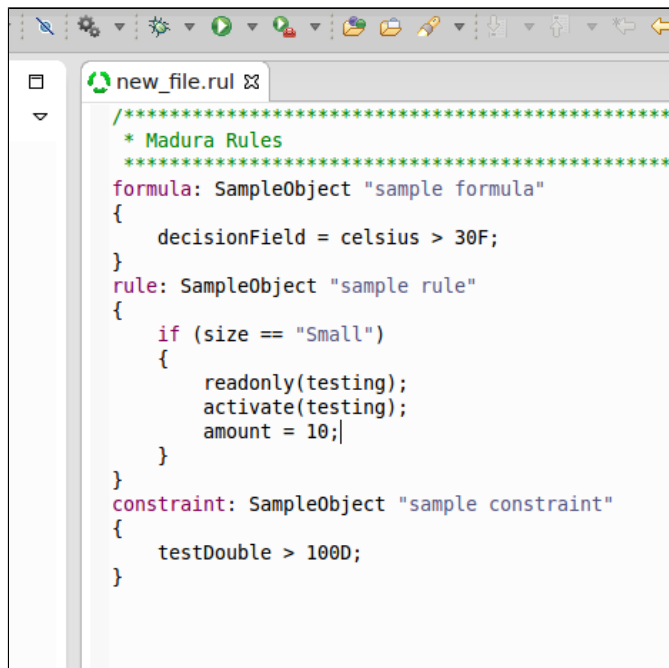 new_file.rul
/************************************************
 * Madura Rules
 ************************************************
formula: SampleObject "sample formula"
{
    decisionField = celsius > 30F;
}
rule: SampleObject "sample rule"
{
    if (size == "Small")
    {
        readonly(testing);
        activate(testing);
        amount = 10;
    }
}
constraint: SampleObject "sample constraint"
{
    testDouble > 100D;
}